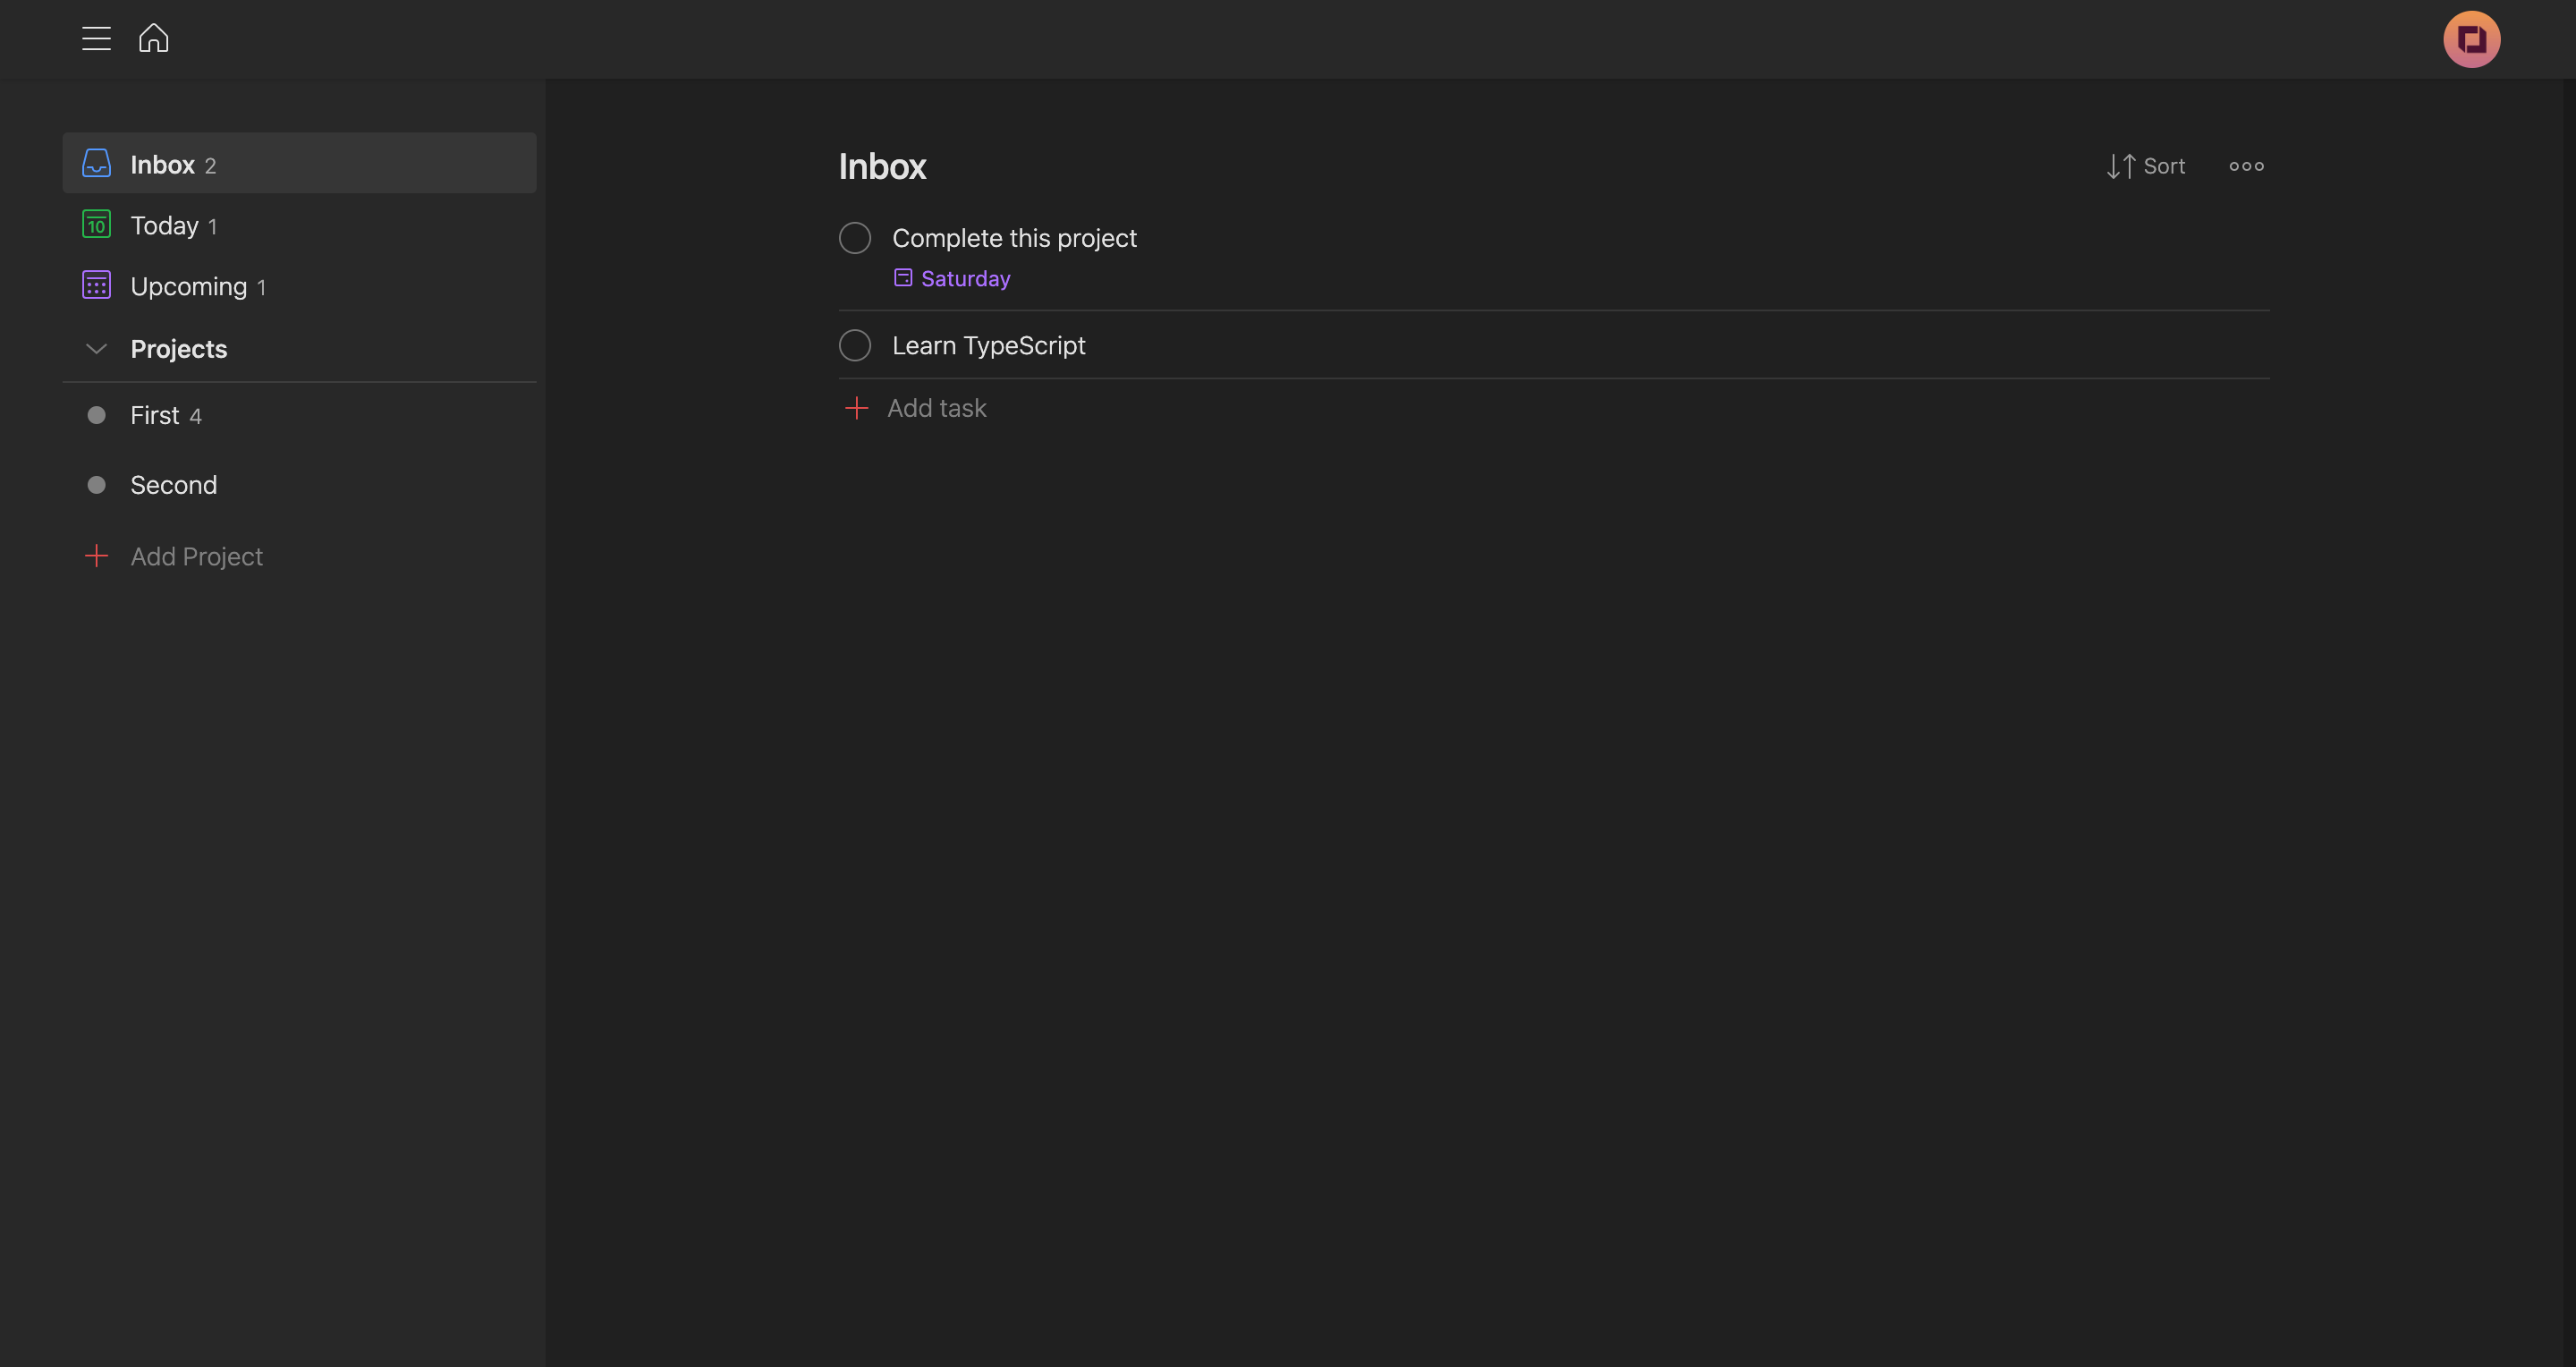 Inbox 2
10
Today 1
Upcoming 1
Projects
First 4
Second
Add Project
Inbox
Sort
Complete this project
Saturday
Learn TypeScript
Add task